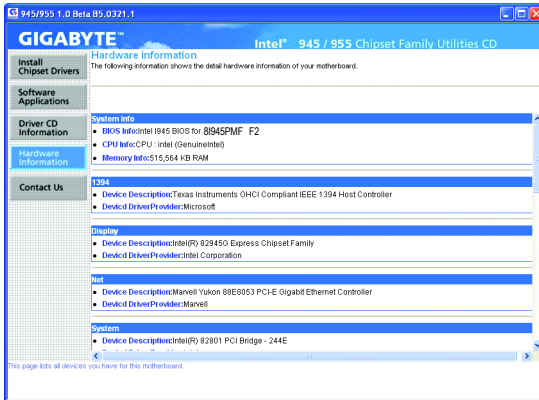 945/955 1.0 Beta B5.0321.1
GIGABYTE™
Intel® 945 / 955 Chipset Family Utilities CD
Install
Chipset Drivers
Software
Applications
Driver CD
Information
Hardware
Information
Contact Us
Hardware information
The following information shows the detail hardware information of your motherboard.
System Info
BIOS Info:Intel I945 BIOS for 8I945PMF F2
CPU Info:CPU : intel (GenuineIntel)
Memory Info:515,564 KB RAM
1394
Device Description:Texas Instruments OHCI Compliant IEEE 1394 Host Controller
Devicd DriverProvider:Microsoft
Display
Device Description:Intel(R) 82945G Express Chipset Family
Devicd DriverProvider:Intel Corporation
Net
Device Description:Marvell Yukon 88E8053 PCI-E Gigabit Ethernet Controller
Devicd DriverProvider:Marvell
System
Device Description:Intel(R) 82801 PCI Bridge - 244E
This page lists all devices you have for this motherboard.